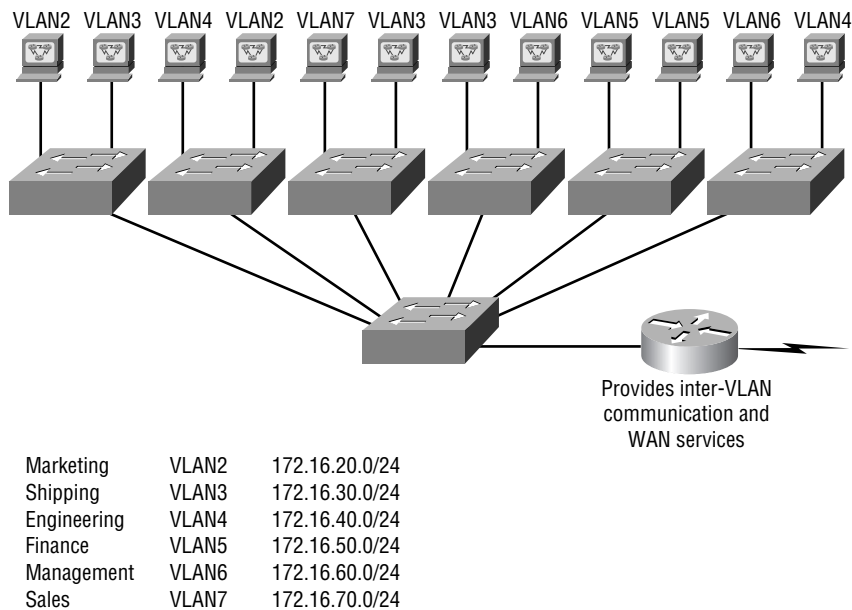 VLAN2 VLAN3 VLAN4 VLAN2 VLAN7 VLAN3 VLAN3 VLAN6 VLAN5 VLAN5 VLAN6 VLAN4
Provides inter-VLAN
communication and
WAN services
Marketing VLAN2 172.16.20.0/24
Shipping VLAN3 172.16.30.0/24
Engineering VLAN4 172.16.40.0/24
Finance VLAN5 172.16.50.0/24
Management VLAN6 172.16.60.0/24
Sales VLAN7 172.16.70.0/24